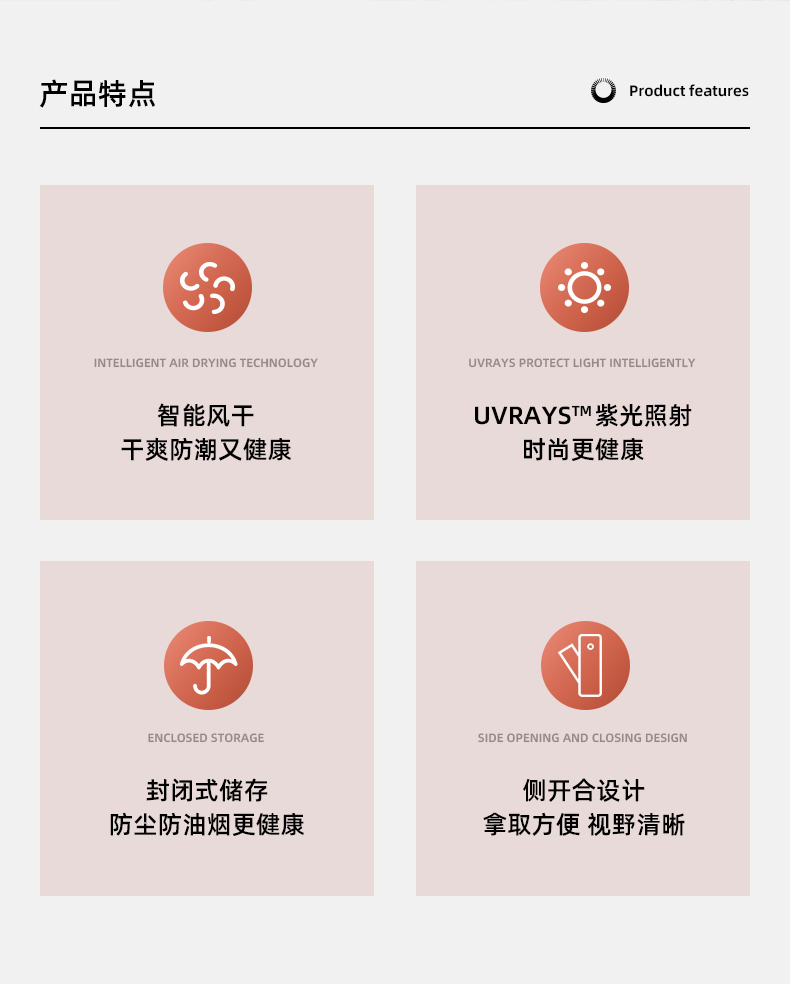 产品特点
Product features
INTELLIGENT AIR DRYING TECHNOLOGY
智能风干
干爽防潮又健康
UVRAYS PROTECT LIGHT INTELLIGENTLY
UVRAYS™紫光照射
时尚更健康
ENCLOSED STORAGE
封闭式储存
防尘防油烟更健康
SIDE OPENING AND CLOSING DESIGN
侧开合设计
拿取方便 视野清晰